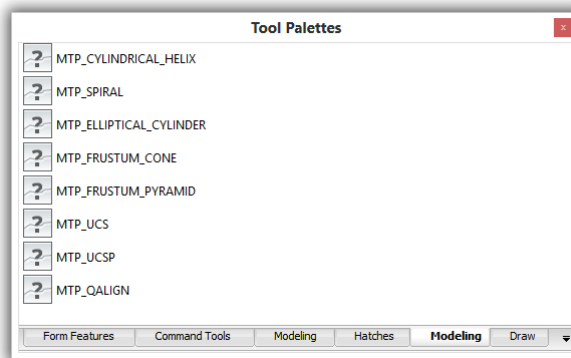 Tool Palettes
x
? MTP_CYLINDRICAL_HELIX
? MTP_SPIRAL
? MTP_ELLIPTICAL_CYLINDER
? MTP_FRUSTUM_CONE
? MTP_FRUSTUM_PYRAMID
? MTP_UCS
? MTP_UCSP
? MTP_QALIGN
Form Features Command Tools Modeling Hatches Modeling Draw